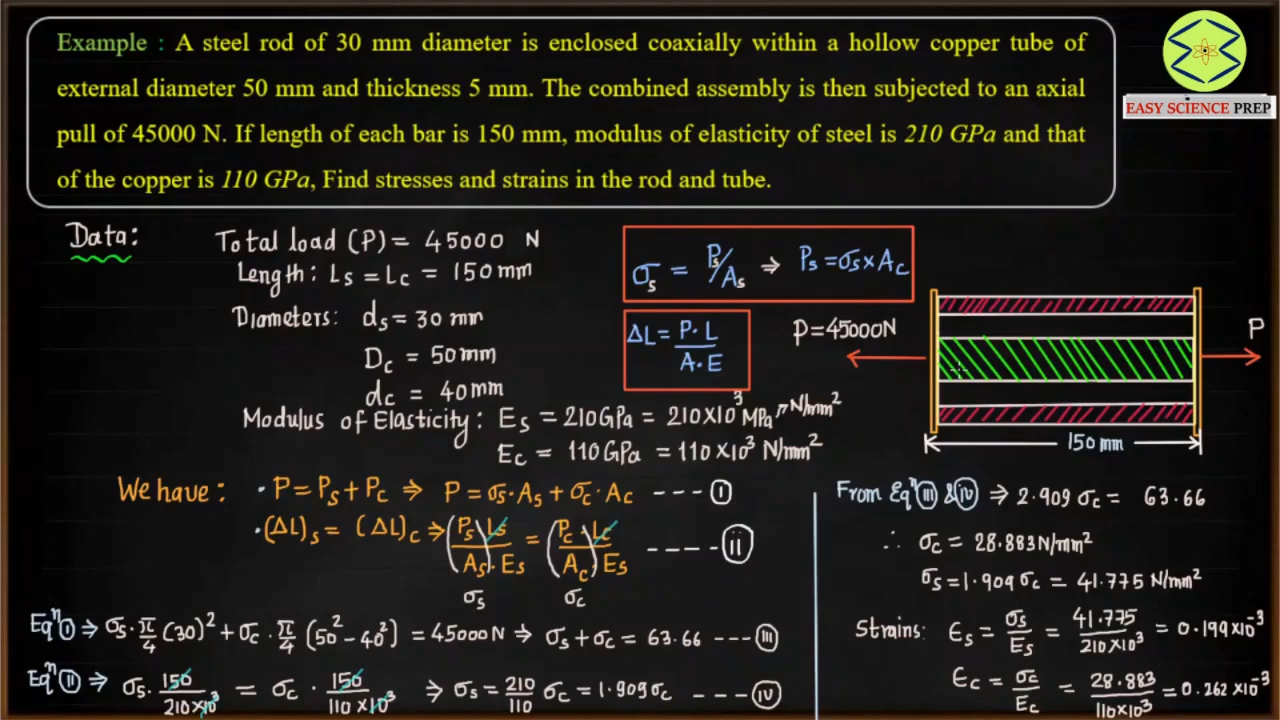 Example : A steel rod of 30 mm diameter is enclosed coaxially within a hollow copper tube of
external diameter 50 mm and thickness 5 mm. The combined assembly is then subjected to an axial
pull of 45000 N. If length of each bar is 150 mm, modulus of elasticity of steel is 210 GPa and that
of the copper is 110 GPa, Find stresses and strains in the rod and tube.
EASY SCIENCE PREP
Data:
Total load (P) = 45000 N
Length: Ls = Lc = 150 mm
Diameters: ds = 30 mm
Dc = 50 mm
dc = 40 mm
Modulus of Elasticity: Es = 210 GPa = 210×10³ MPa, N/mm²
Ec = 110 GPa = 110×10³ N/mm²
σs = Ps/As ⇒ Ps = σs × Ac
ΔL = P·L / A·E
P=45000N
P
150 mm
We have: · P = Ps + Pc ⇒ P = σs·As + σc·Ac --- (I)
· (ΔL)s = (ΔL)c ⇒ (Ps/As)·Ls/Es = (Pc/Ac)·Lc/Es ---- (II)
σs σc
Eqⁿ (I) ⇒ σs·π/4 (30)² + σc·π/4 (50² − 40²) = 45000 N ⇒ σs + σc = 63.66 --- (III)
Eqⁿ (II) ⇒ σs· 150/210×10³ = σc · 150/110×10³ ⇒ σs = 210/110 σc = 1.909 σc --- (IV)
From Eqⁿ (III) & (IV) ⇒ 2.909 σc = 63.66
∴ σc = 28.883 N/mm²
σs = 1.909 σc = 41.775 N/mm²
Strains: Es = σs/Es = 41.775/210×10³ = 0.199×10⁻³
Ec = σc/Ec = 28.883/110×10³ = 0.262×10⁻³